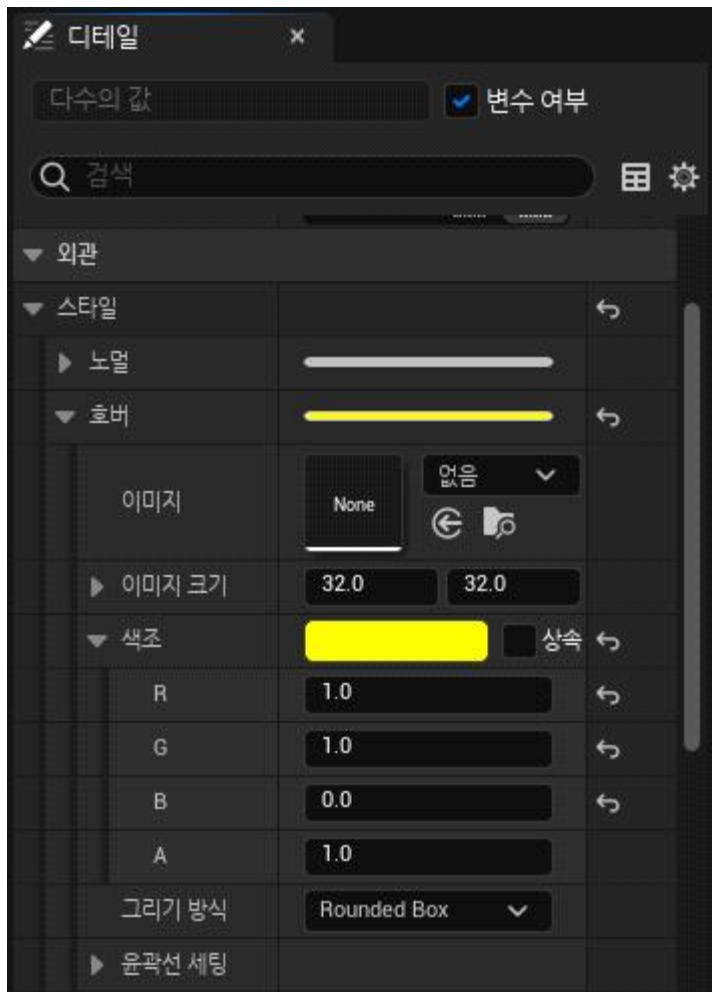 디테일
다수의 값 변수 여부
검색
외관
스타일
노멀
호버
이미지 None 없음
이미지 크기 32.0 32.0
색조 상속
R 1.0
G 1.0
B 0.0
A 1.0
그리기 방식 Rounded Box
윤곽선 세팅